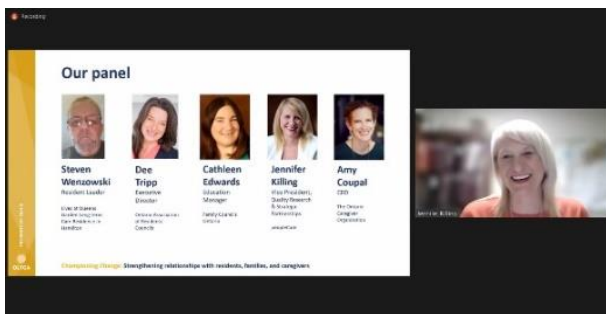 Recording
Our panel
Steven
Wenzowski
Resident Leader
Hamilton
Dee
Tripp
Executive
Director
Ontario Association
of Residents
Councils
Cathleen
Edwards
Education
Manager
Family Councils
Ontario
Jennifer
Killing
Vice President,
Quality Research
& Strategic
Partnerships
peopleCare
Amy
Coupal
CEO
The Ontario
Caregiver
Organization
Championing Change: Strengthening relationships with residents, families, and caregivers
OLTCA
Jennifer Killing